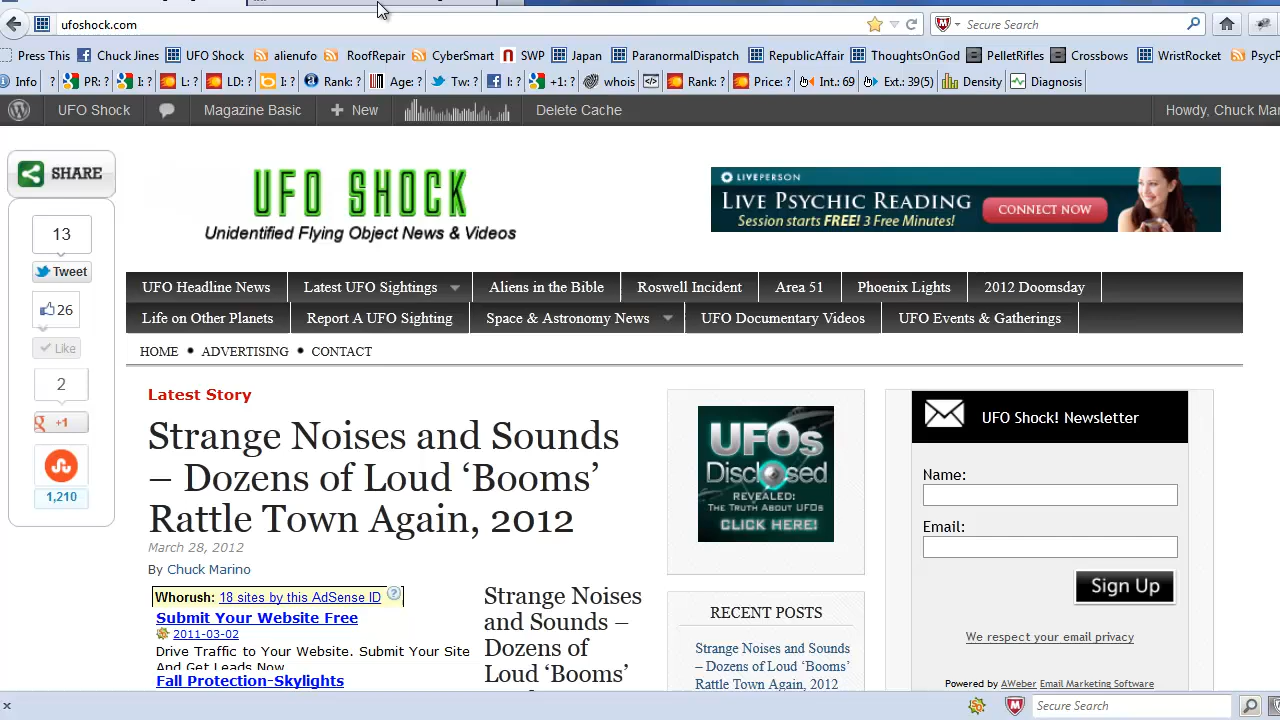 ufoshock.com
Secure Search
Press This Chuck Jines UFO Shock alienufo RoofRepair CyberSmart SWP Japan ParanormalDispatch RepublicAffair ThoughtsOnGod PelletRifles Crossbows WristRocket
Info ? PR: ? I: ? L: ? LD: ? I: ? Rank: ? Age: ? Tw: ? I: ? +1: ? whois Rank: ? Price: ? Int.: 69 Ext.: 39(5) Density Diagnosis
UFO Shock Magazine Basic + New Delete Cache Howdy, Chuck Mar
SHARE
UFO SHOCK
Unidentified Flying Object News & Videos
LIVEPERSON
LIVE PSYCHIC READING
Session starts FREE! 3 Free Minutes!
CONNECT NOW
13
Tweet
26
Like
2
+1
1,210
UFO Headline News Latest UFO Sightings Aliens in the Bible Roswell Incident Area 51 Phoenix Lights 2012 Doomsday
Life on Other Planets Report A UFO Sighting Space & Astronomy News UFO Documentary Videos UFO Events & Gatherings
HOME • ADVERTISING • CONTACT
Latest Story
Strange Noises and Sounds
– Dozens of Loud ‘Booms’
Rattle Town Again, 2012
March 28, 2012
By Chuck Marino
Whorush: 18 sites by this AdSense ID ?
Submit Your Website Free
2011-03-02
Drive Traffic to Your Website. Submit Your Site
And Get Leads Now
Fall Protection-Skylights
Strange Noises
and Sounds –
Dozens of
Loud ‘Booms’
UFOs
Disclosed
REVEALED:
THE TRUTH ABOUT UFOs
CLICK HERE!
RECENT POSTS
Strange Noises and Sounds
– Dozens of Loud ‘Booms’
Rattle Town Again, 2012
UFO Shock! Newsletter
Name:
Email:
Sign Up
We respect your email privacy
Powered by AWeber Email Marketing Software
Secure Search